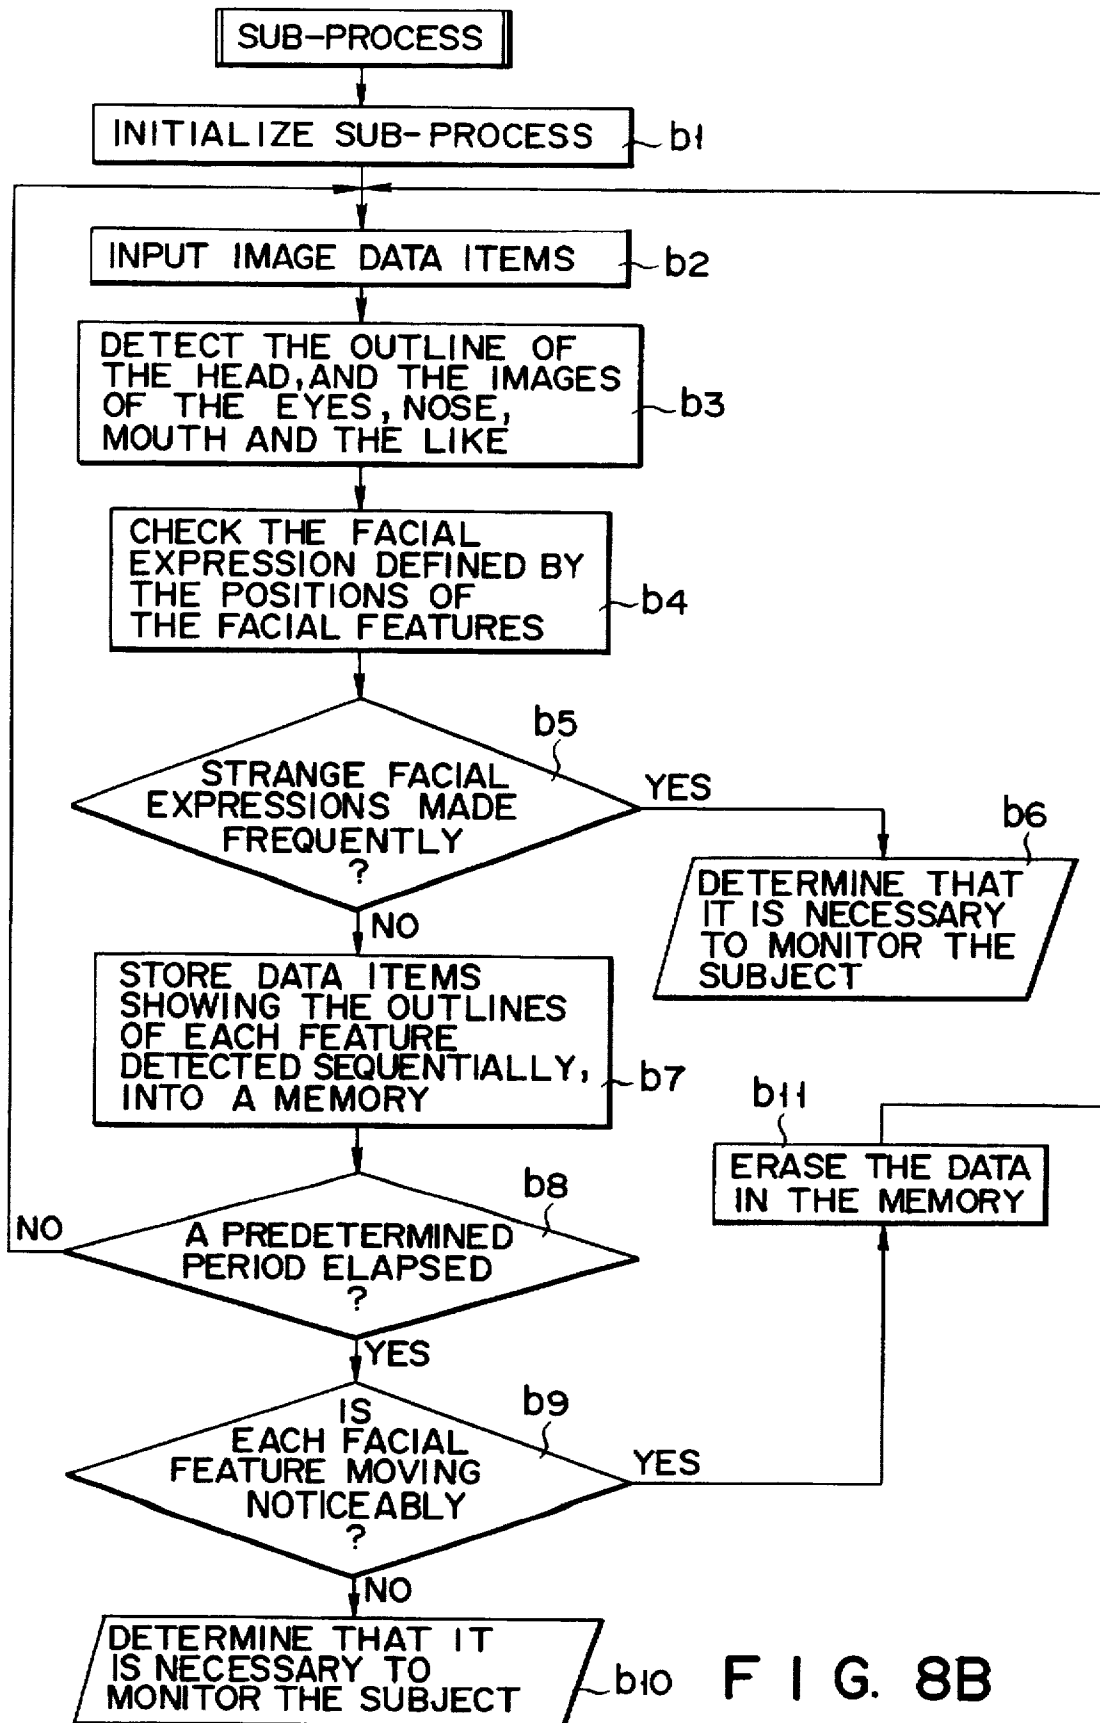 SUB-PROCESS
INITIALIZE SUB-PROCESS
b1
INPUT IMAGE DATA ITEMS
b2
DETECT THE OUTLINE OF
THE HEAD, AND THE IMAGES
OF THE EYES, NOSE,
MOUTH AND THE LIKE
b3
CHECK THE FACIAL
EXPRESSION DEFINED BY
THE POSITIONS OF
THE FACIAL FEATURES
b4
b5
STRANGE FACIAL
EXPRESSIONS MADE
FREQUENTLY
?
YES
NO
b6
DETERMINE THAT
IT IS NECESSARY
TO MONITOR THE
SUBJECT
STORE DATA ITEMS
SHOWING THE OUTLINES
OF EACH FEATURE
DETECTED SEQUENTIALLY,
INTO A MEMORY
b7
b8
A PREDETERMINED
PERIOD ELAPSED
?
NO
YES
b9
IS
EACH FACIAL
FEATURE MOVING
NOTICEABLY
?
YES
NO
b11
ERASE THE DATA
IN THE MEMORY
DETERMINE THAT IT
IS NECESSARY TO
MONITOR THE SUBJECT
b10
FIG. 8B